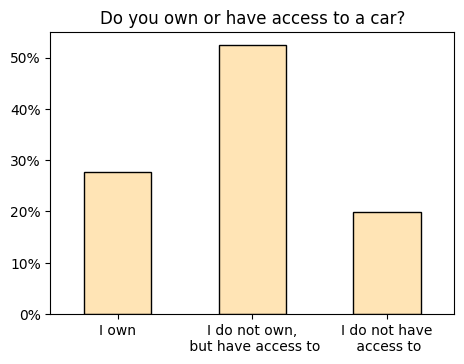 Do you own or have access to a car?
50%
40%
30%
20%
10%
0%
I own
I do not own,
but have access to
I do not have
access to